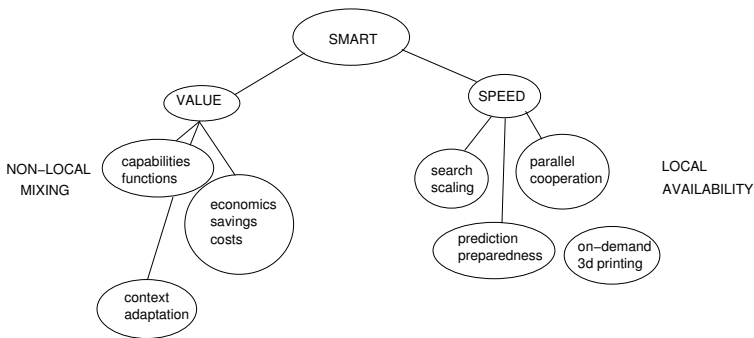 SMART
VALUE
SPEED
NON–LOCAL
MIXING
capabilities
functions
economics
savings
costs
context
adaptation
search
scaling
parallel
cooperation
prediction
preparedness
on–demand
3d printing
LOCAL
AVAILABILITY